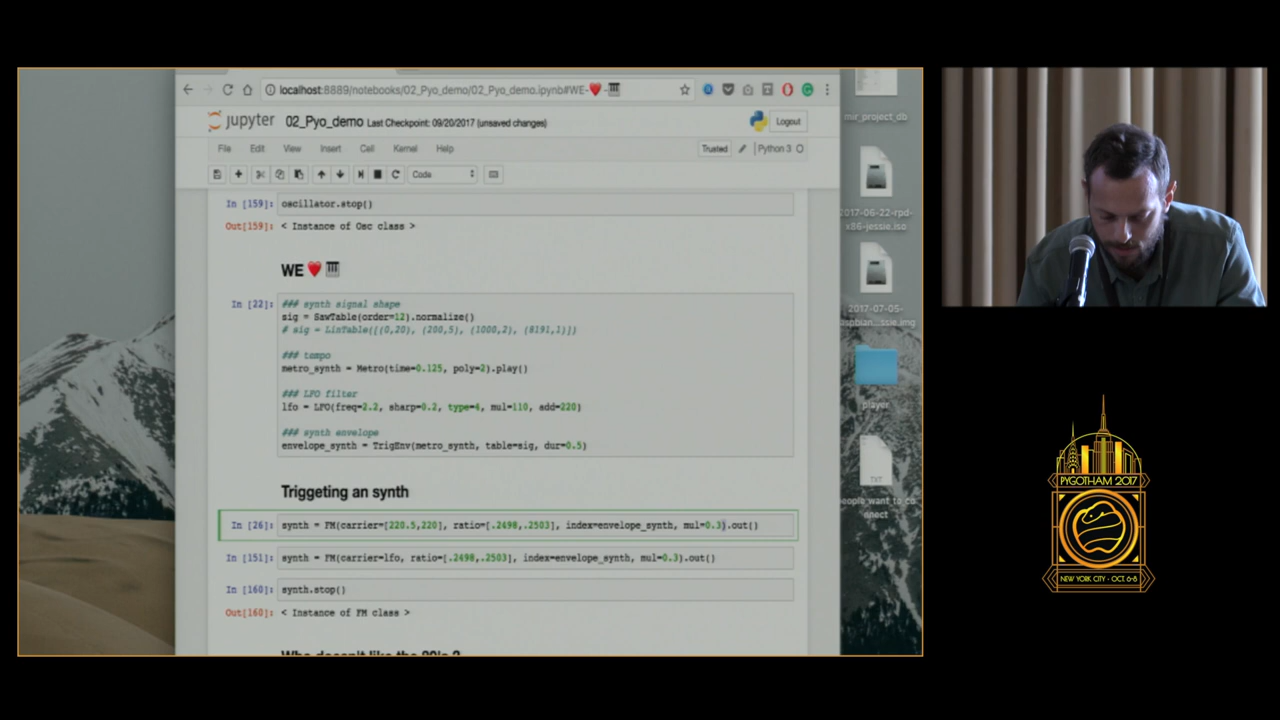 localhost:8889/notebooks/02_Pyo_demo/02_Pyo_demo.ipynb#WE-❤️-🎹
jupyter 02_Pyo_demo Last Checkpoint: 09/20/2017 (unsaved changes)
Logout
File Edit View Insert Cell Kernel Help
Trusted Python 3
Code
In [159]: oscillator.stop()
Out[159]: < Instance of Osc class >
WE ❤️ 🎹
In [22]: ### synth signal shape
sig = SawTable(order=12).normalize()
# sig = LinTable([(0,20), (200,5), (1000,2), (8191,1)])
### tempo
metro_synth = Metro(time=0.125, poly=2).play()
### LFO filter
lfo = LFO(freq=2.2, sharp=0.2, type=4, mul=110, add=220)
### synth envelope
envelope_synth = TrigEnv(metro_synth, table=sig, dur=0.5)
Triggeting an synth
In [26]: synth = FM(carrier=[220.5,220], ratio=[.2498,.2503], index=envelope_synth, mul=0.3).out()
In [151]: synth = FM(carrier=lfo, ratio=[.2498,.2503], index=envelope_synth, mul=0.3).out()
In [160]: synth.stop()
Out[160]: < Instance of FM class >
mir_project_db
2017-06-22-rpd-
x86-jessie.iso
2017-07-05-
player
TXT
PYGOTHAM 2017
NEW YORK CITY - OCT. 6-8